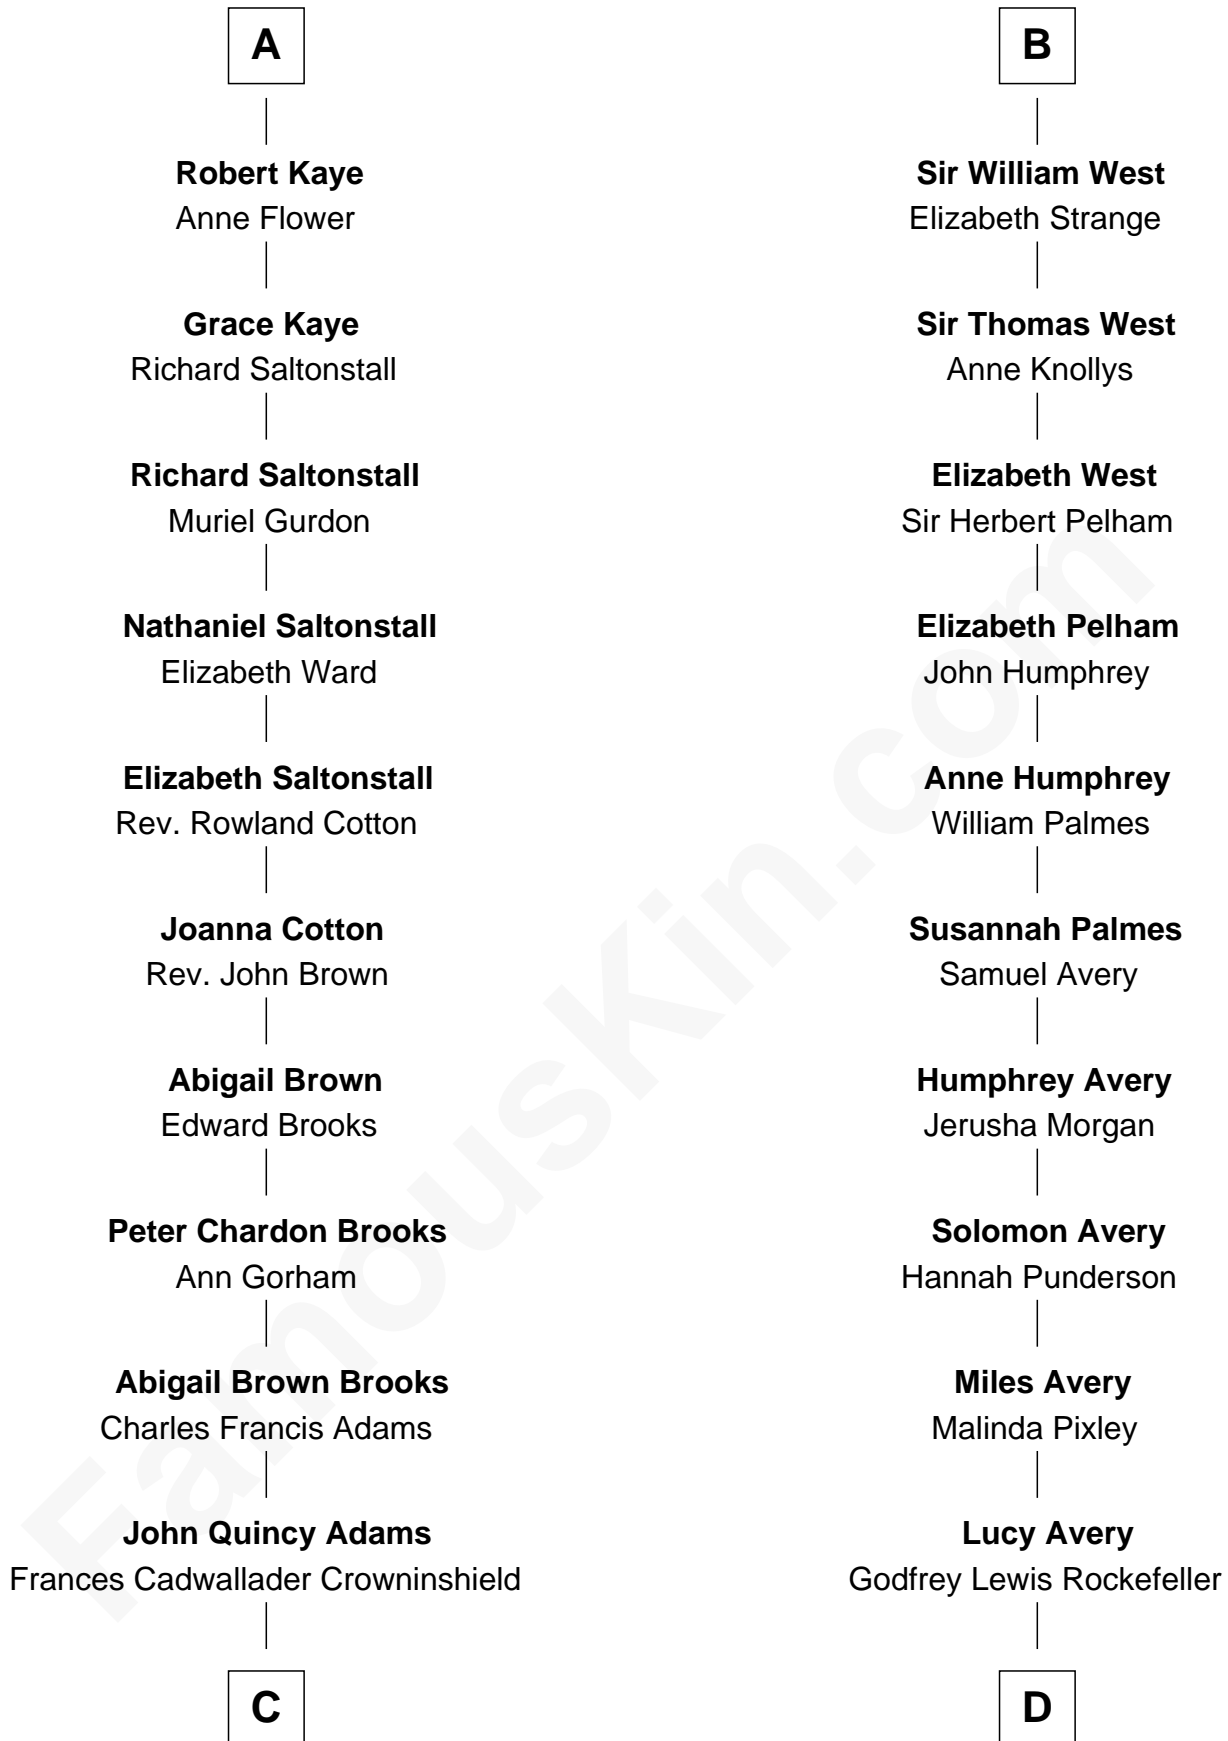 A
Robert Kaye
Anne Flower
Grace Kaye
Richard Saltonstall
Richard Saltonstall
Muriel Gurdon
Nathaniel Saltonstall
Elizabeth Ward
Elizabeth Saltonstall
Rev. Rowland Cotton
Joanna Cotton
Rev. John Brown
Abigail Brown
Edward Brooks
Peter Chardon Brooks
Ann Gorham
Abigail Brown Brooks
Charles Francis Adams
John Quincy Adams
Frances Cadwallader Crowninshield
C
B
Sir William West
Elizabeth Strange
Sir Thomas West
Anne Knollys
Elizabeth West
Sir Herbert Pelham
Elizabeth Pelham
John Humphrey
Anne Humphrey
William Palmes
Susannah Palmes
Samuel Avery
Humphrey Avery
Jerusha Morgan
Solomon Avery
Hannah Punderson
Miles Avery
Malinda Pixley
Lucy Avery
Godfrey Lewis Rockefeller
D
FamousKin.com